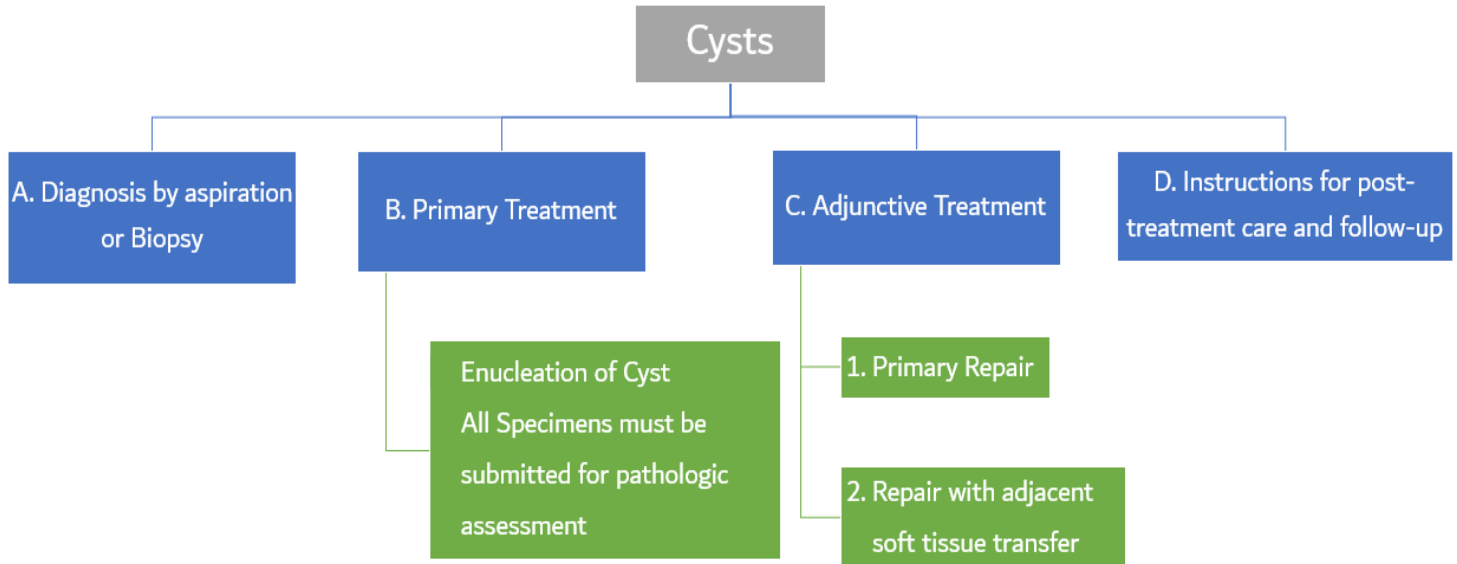 Cysts
A. Diagnosis by aspiration
or Biopsy
B. Primary Treatment
Enucleation of Cyst
All Specimens must be
submitted for pathologic
assessment
C. Adjunctive Treatment
1. Primary Repair
2. Repair with adjacent
soft tissue transfer
D. Instructions for post-
treatment care and follow-up